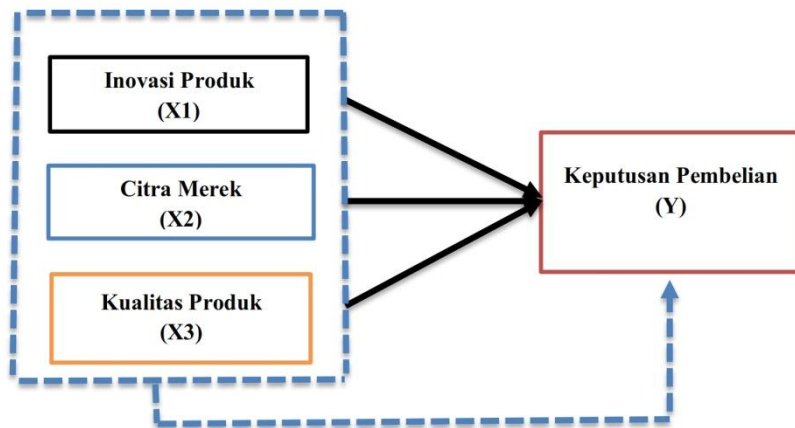 Inovasi Produk
(X1)
Citra Merek
(X2)
Kualitas Produk
(X3)
Keputusan Pembelian
(Y)